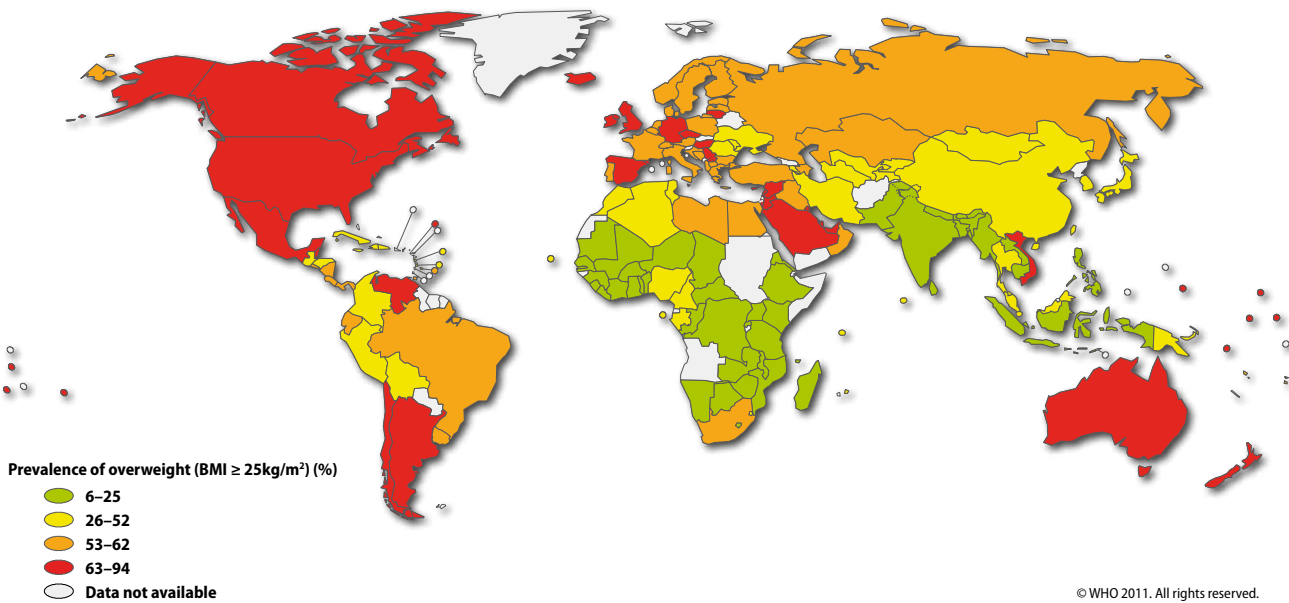 Prevalence of overweight (BMI ≥ 25kg/m²) (%)
6–25
26–52
53–62
63–94
Data not available
© WHO 2011. All rights reserved.